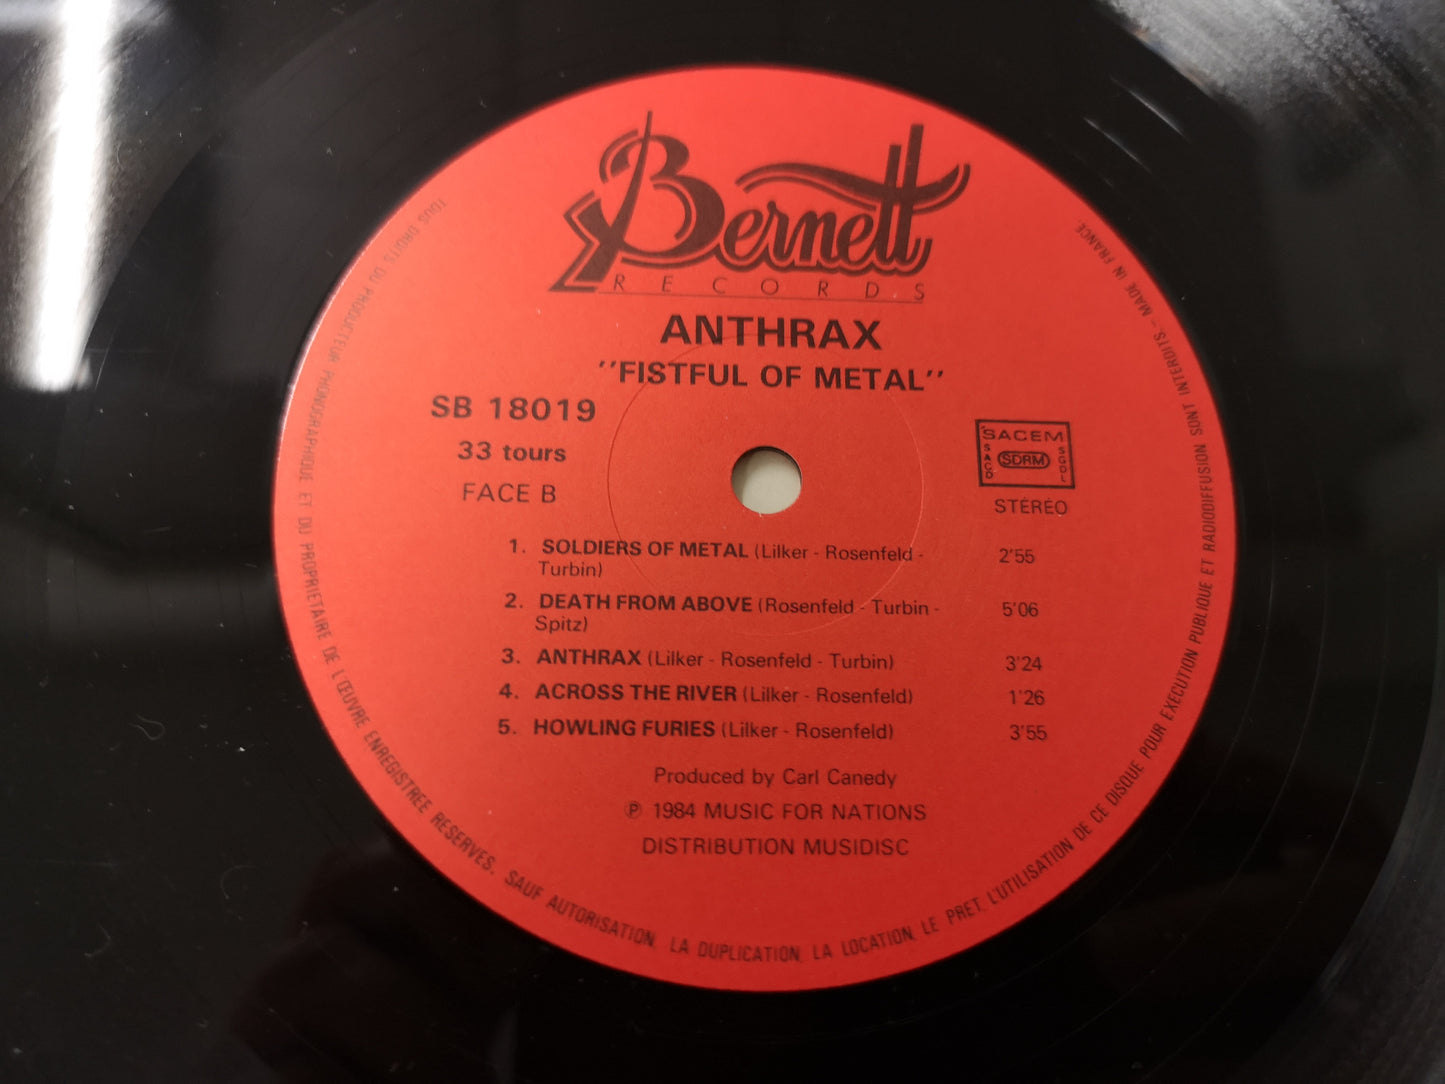 Bernett
RECORDS
ANTHRAX
"FISTFUL OF METAL"
SB 18019
33 tours
FACE B
SACEM
SACD
SDRM
SGDL
STÉRÉO
1. SOLDIERS OF METAL (Lilker - Rosenfeld - 2'55
Turbin)
2. DEATH FROM ABOVE (Rosenfeld - Turbin - 5'06
Spitz)
3. ANTHRAX (Lilker - Rosenfeld - Turbin) 3'24
4. ACROSS THE RIVER (Lilker - Rosenfeld) 1'26
5. HOWLING FURIES (Lilker - Rosenfeld) 3'55
Produced by Carl Canedy
℗ 1984 MUSIC FOR NATIONS
DISTRIBUTION MUSIDISC
TOUS DROITS DU PRODUCTEUR PHONOGRAPHIQUE ET DU PROPRIETAIRE DE L'ŒUVRE ENREGISTREE RESERVES. SAUF AUTORISATION, LA DUPLICATION, LA LOCATION, LE PRET, L'UTILISATION DE CE DISQUE POUR EXECUTION PUBLIQUE ET RADIODIFFUSION SONT INTERDITS. - MADE IN FRANCE.